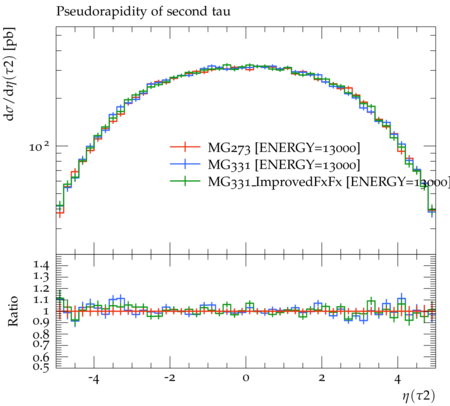 Pseudorapidity of second tau
dσ/dη(τ2) [pb]
10²
MG273 [ENERGY=13000]
MG331 [ENERGY=13000]
MG331_ImprovedFxFx [ENERGY=13000]
Ratio
1.4
1.3
1.2
1.1
1
0.9
0.8
0.7
0.6
0.5
-4 -2 0 2 4
η(τ2)